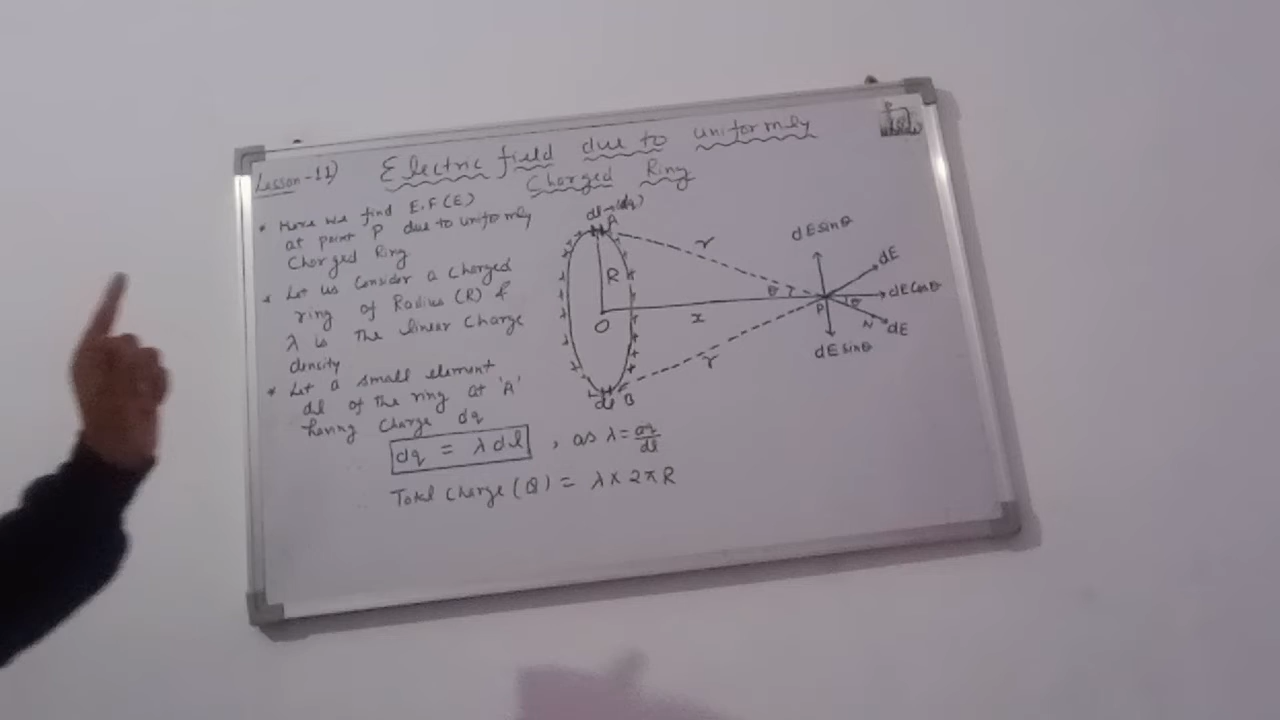 Lesson-11) Electric field due to uniformly
Charged Ring
* Here we find E.F(E)
at point P due to uniformly
Charged Ring
* Let us consider a charged
ring of Radius (R) &
λ is the linear charge
dencity
* Let a small element
dl of the ring at 'A'
having charge dq
dq = λ dl , as λ = dq/dl
Total charge (Q) = λ × 2πR
dl→(dq)
A
R
O
x
r
r
dl B
θ
P
θ
dE sinθ
dE
dE cosθ
N
dE
dE sinθ